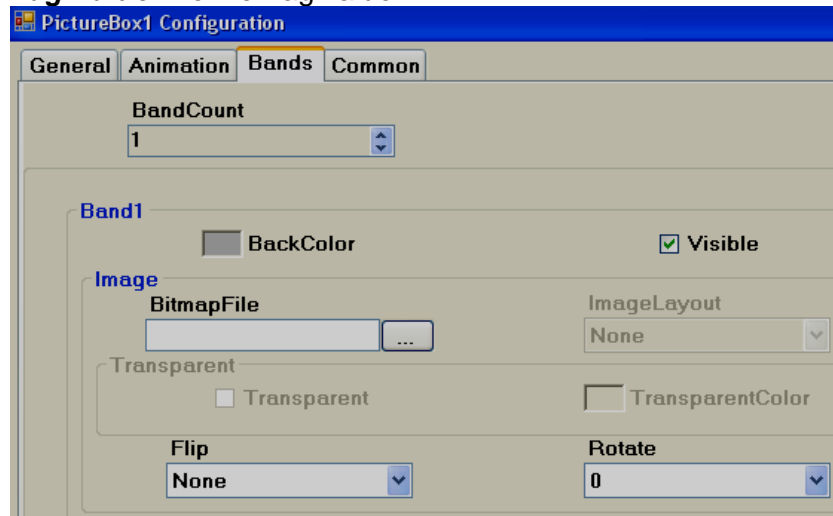 PictureBox1 Configuration
General Animation Bands Common
BandCount
1
Band1
BackColor Visible
Image
BitmapFile ImageLayout
... None
Transparent
Transparent TransparentColor
Flip Rotate
None 0